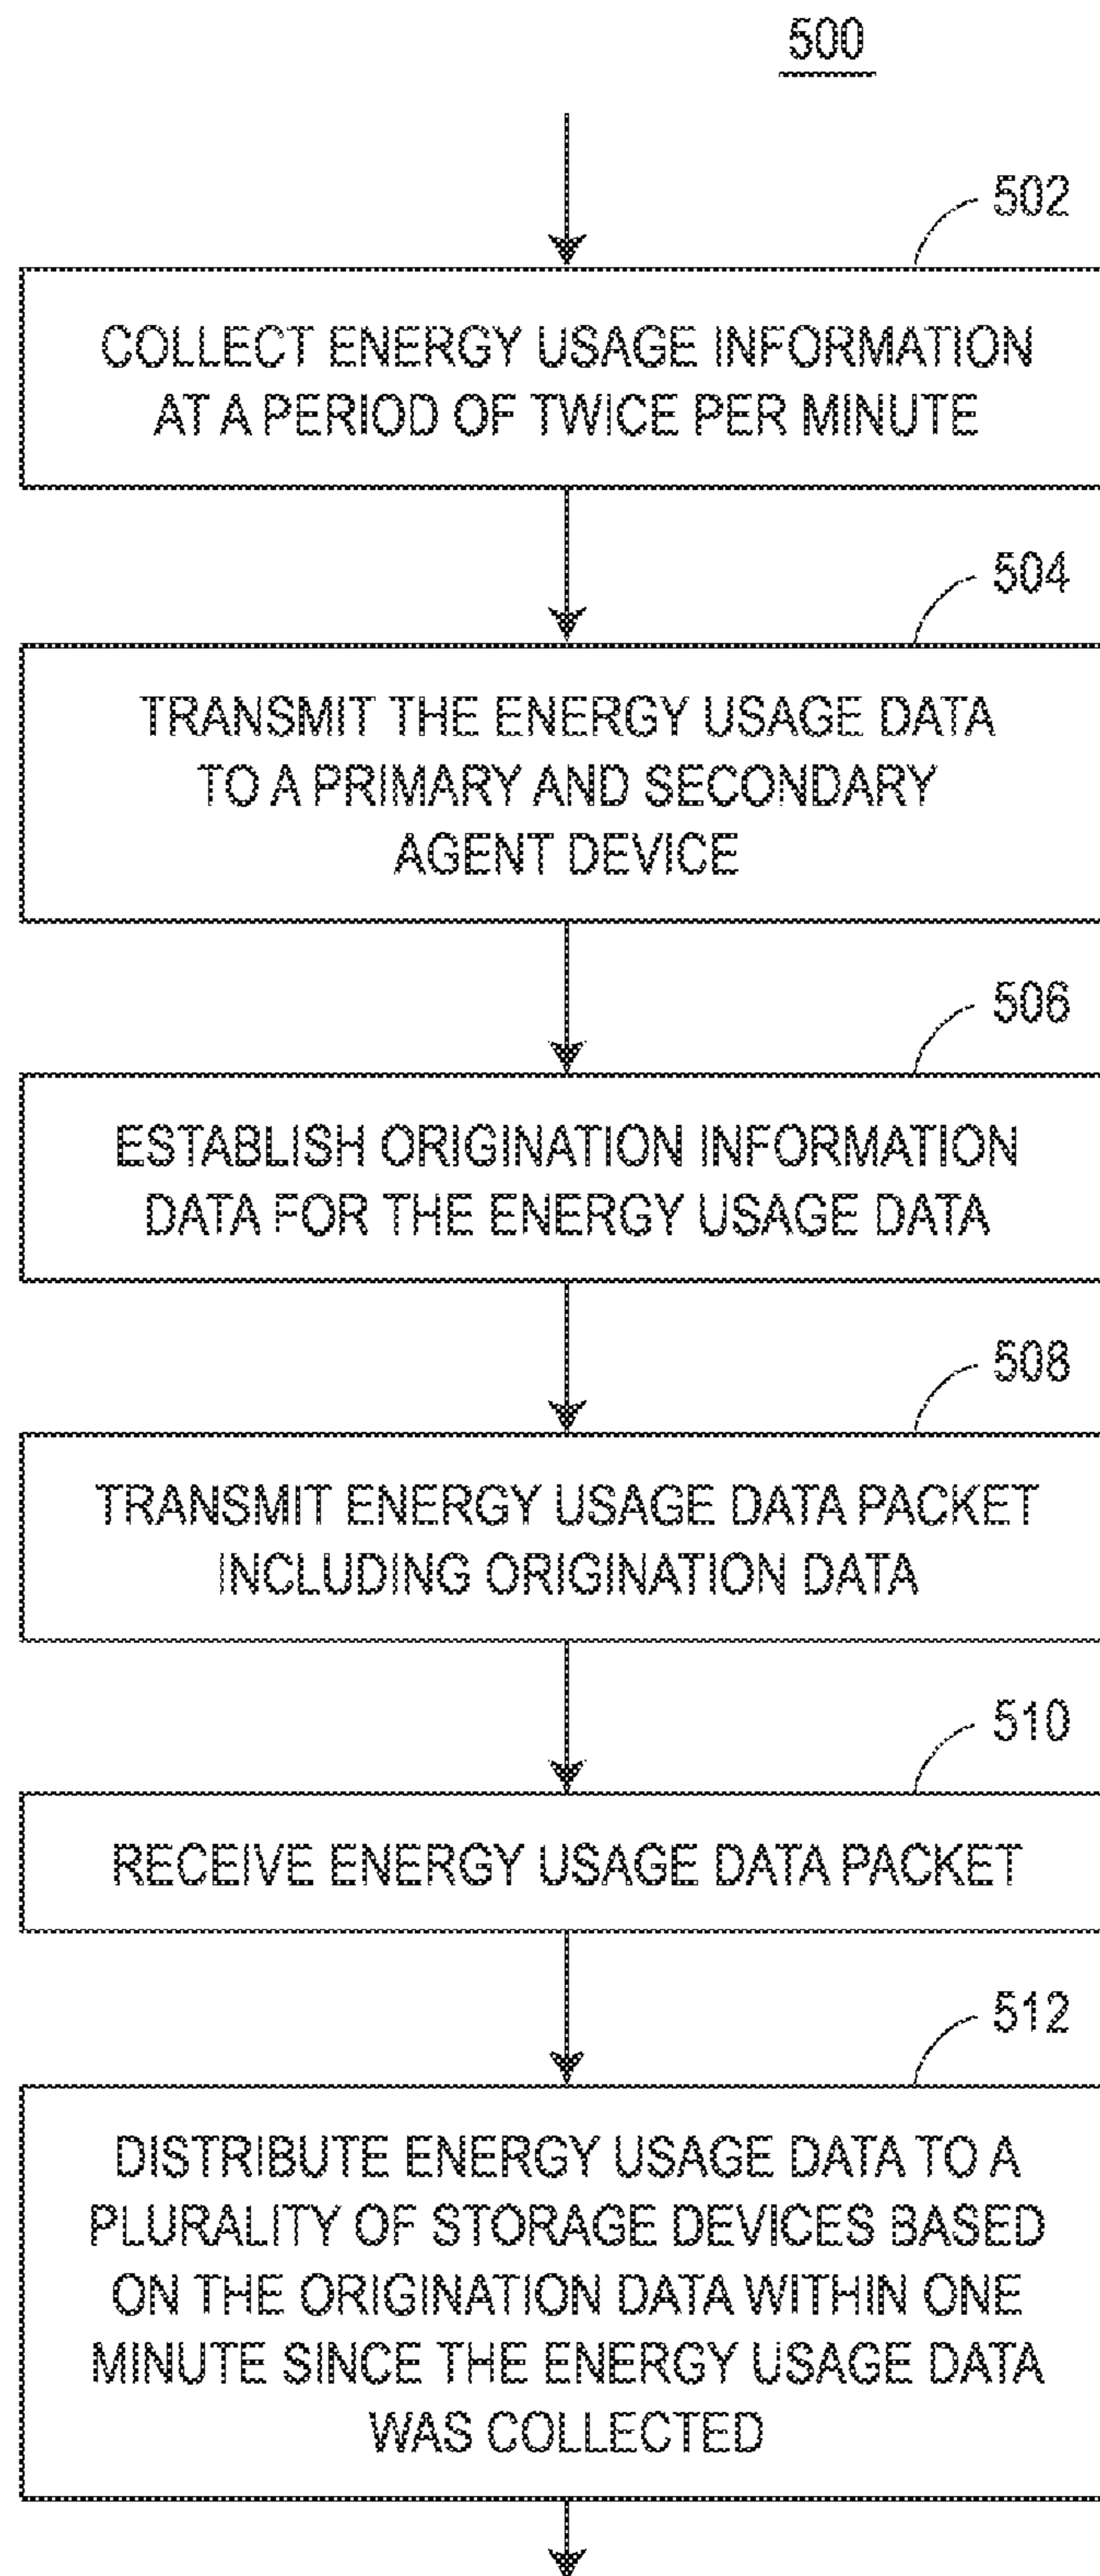 500
502
COLLECT ENERGY USAGE INFORMATION
AT A PERIOD OF TWICE PER MINUTE
504
TRANSMIT THE ENERGY USAGE DATA
TO A PRIMARY AND SECONDARY
AGENT DEVICE
506
ESTABLISH ORIGINATION INFORMATION
DATA FOR THE ENERGY USAGE DATA
508
TRANSMIT ENERGY USAGE DATA PACKET
INCLUDING ORIGINATION DATA
510
RECEIVE ENERGY USAGE DATA PACKET
512
DISTRIBUTE ENERGY USAGE DATA TO A
PLURALITY OF STORAGE DEVICES BASED
ON THE ORIGINATION DATA WITHIN ONE
MINUTE SINCE THE ENERGY USAGE DATA
WAS COLLECTED